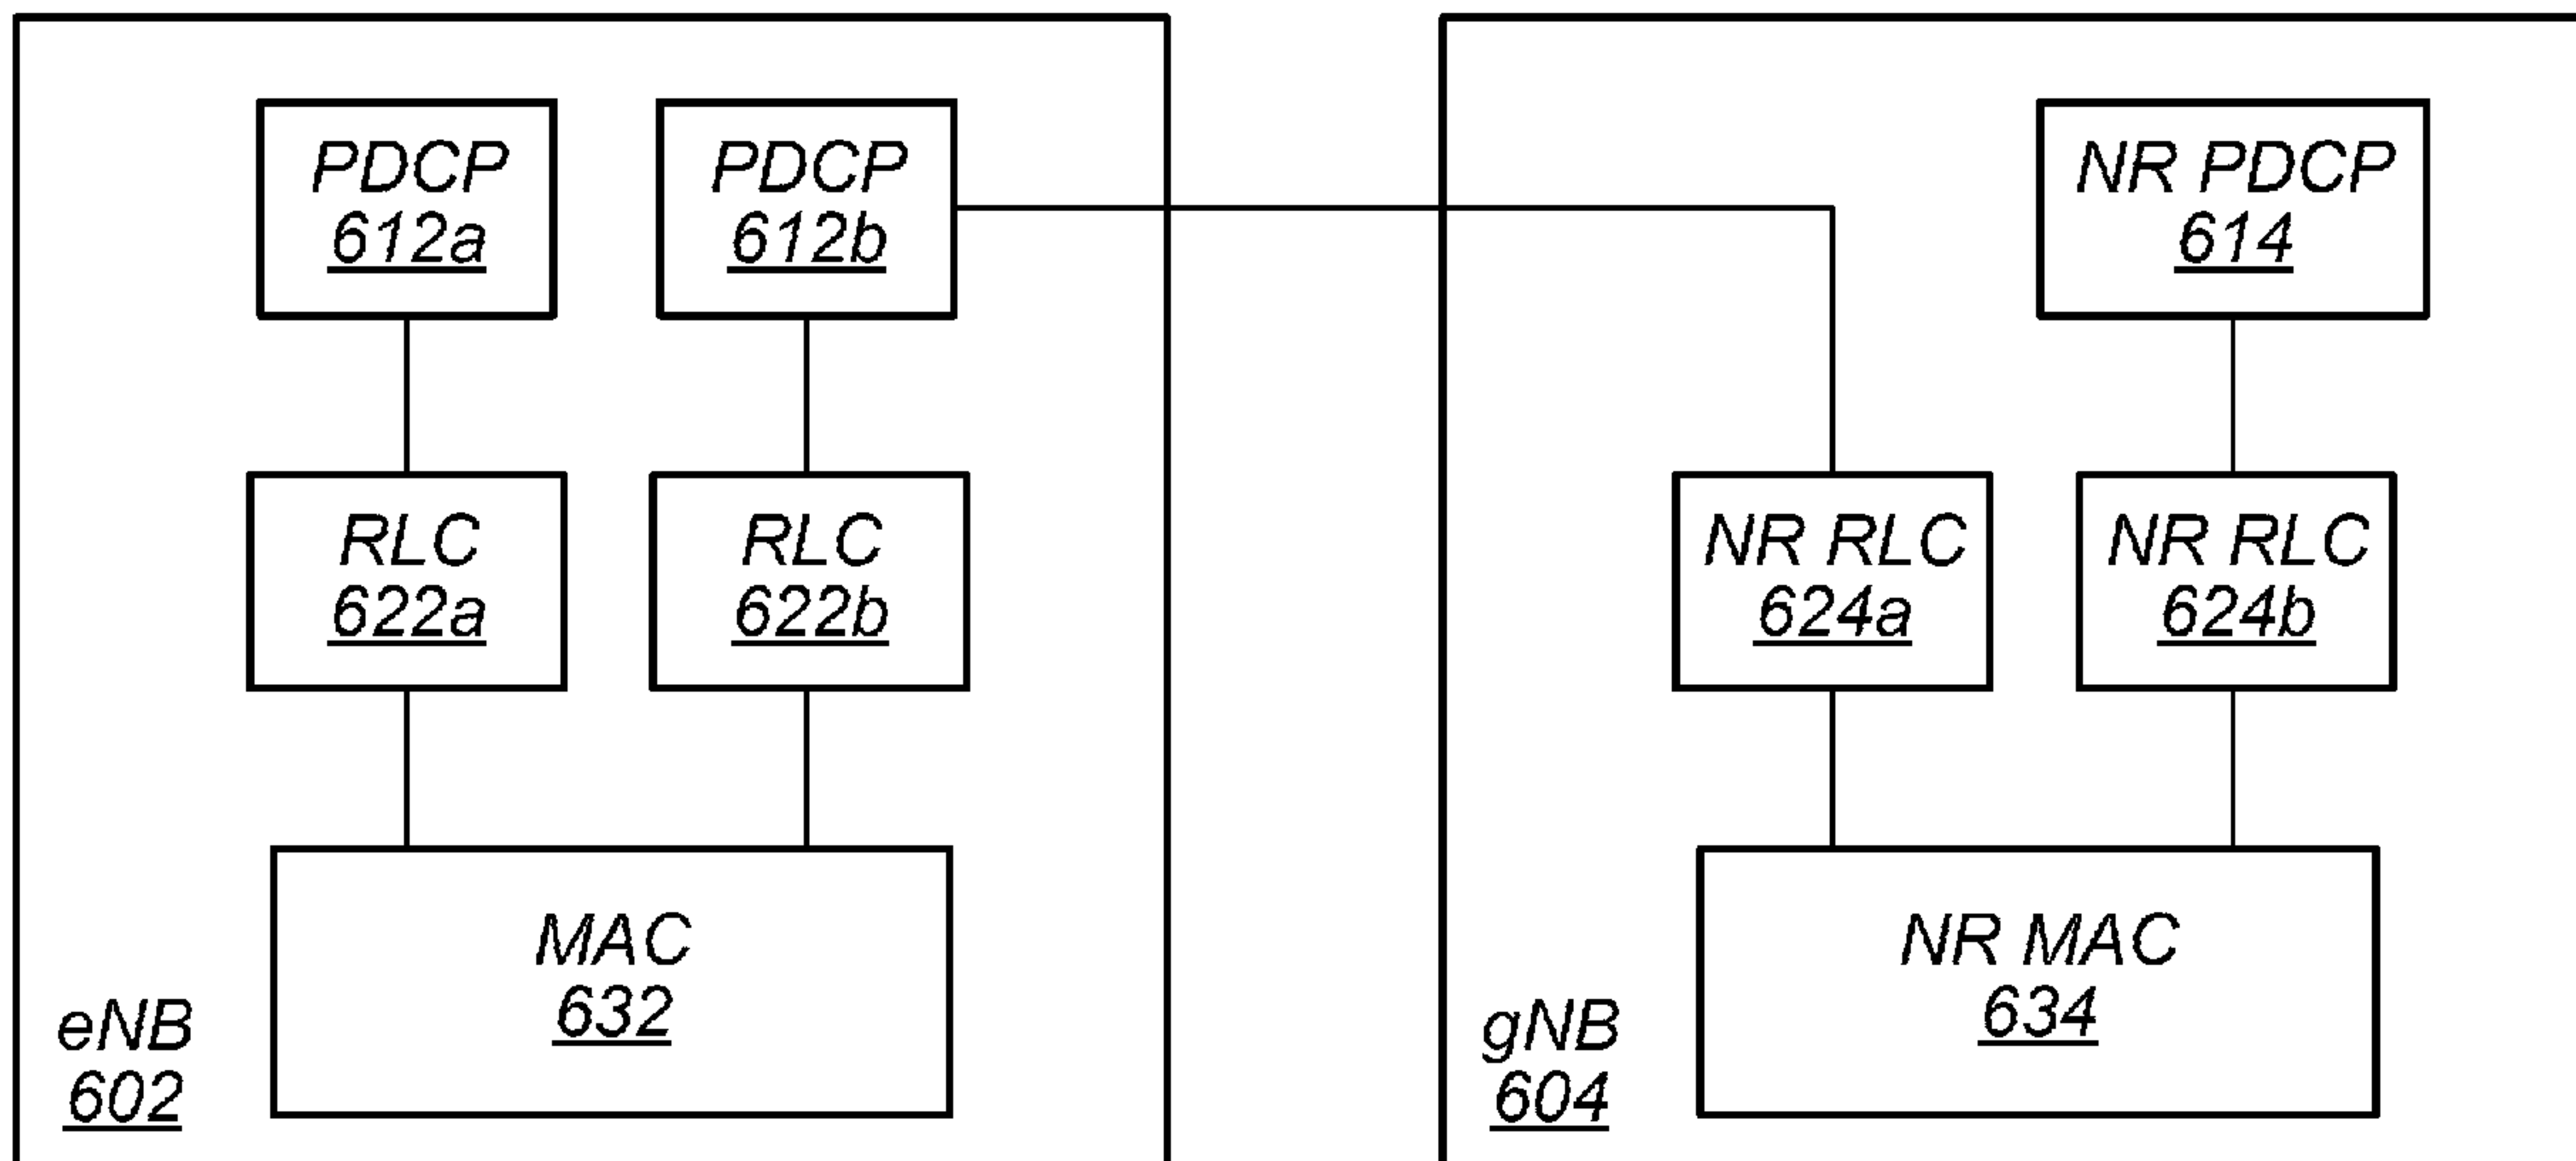 PDCP
612a
PDCP
612b
NR PDCP
614
RLC
622a
RLC
622b
NR RLC
624a
NR RLC
624b
MAC
632
NR MAC
634
eNB
602
gNB
604